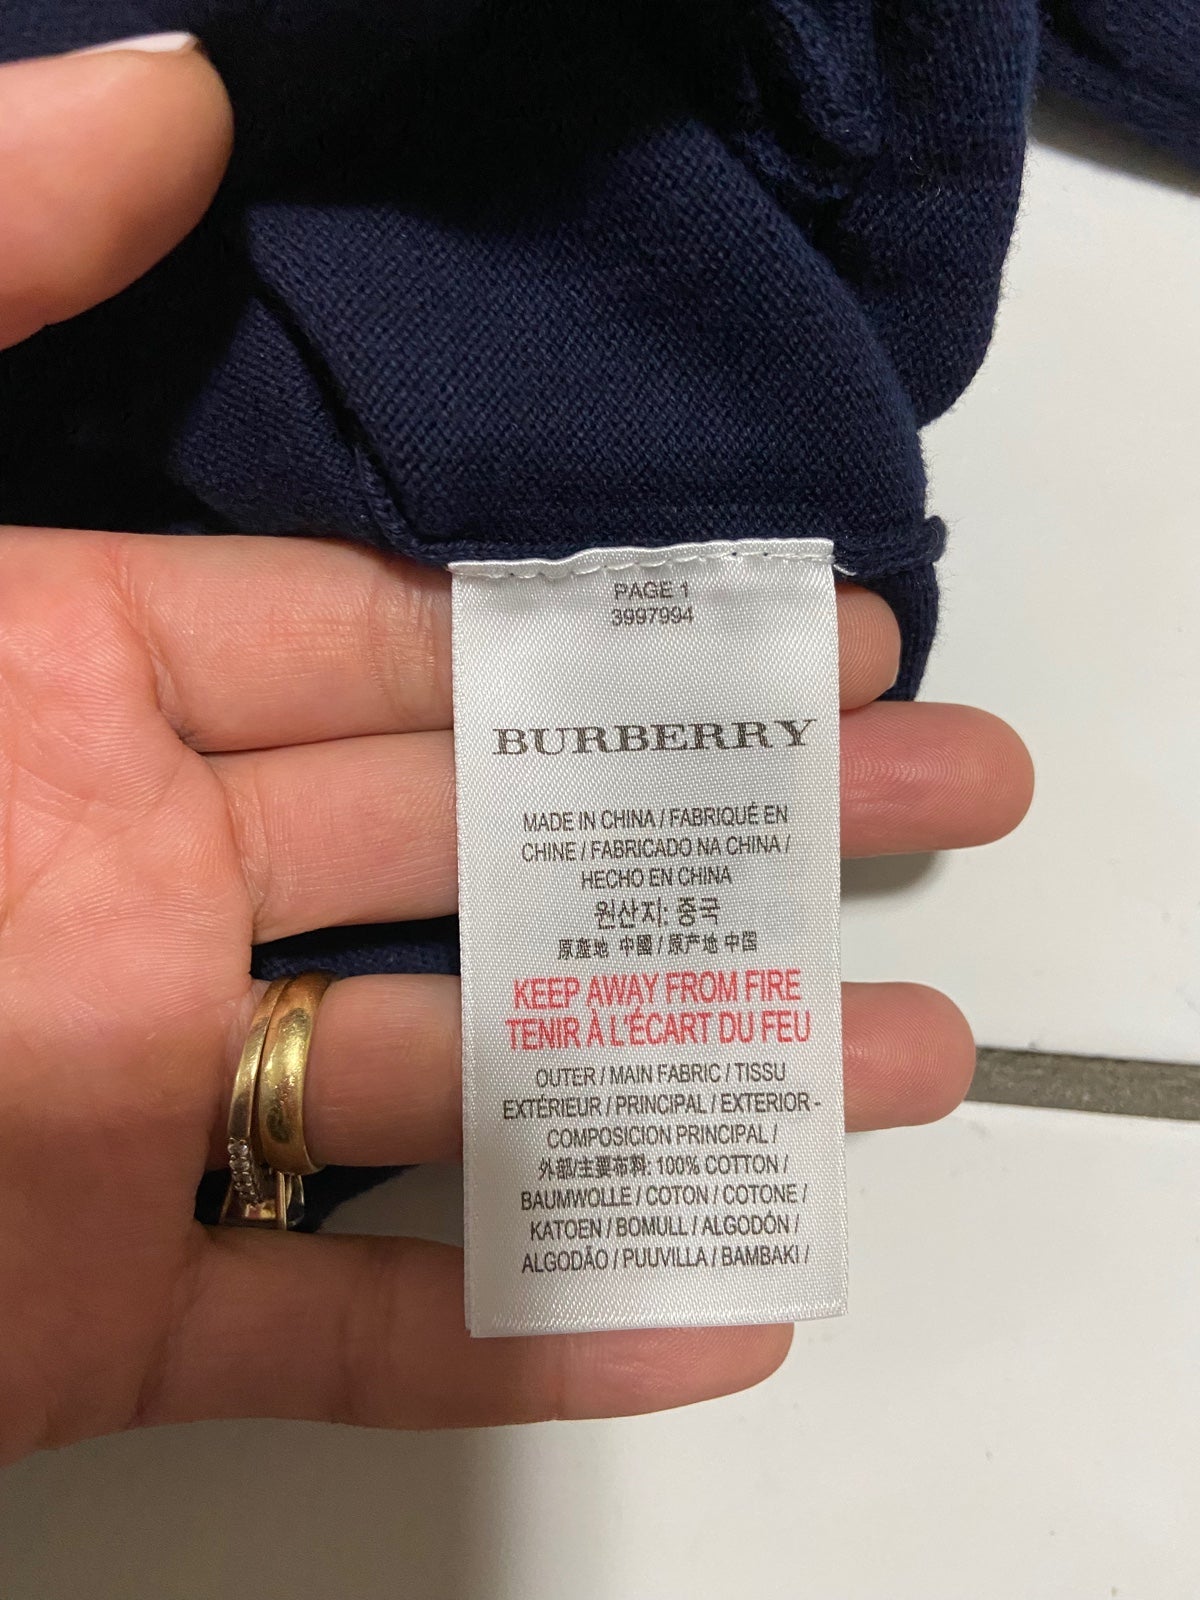 PAGE 1
3997994
BURBERRY
MADE IN CHINA / FABRIQUÉ EN
CHINE / FABRICADO NA CHINA /
HECHO EN CHINA
원산지: 중국
原產地 中國 / 原产地 中国
KEEP AWAY FROM FIRE
TENIR À L'ÉCART DU FEU
OUTER / MAIN FABRIC / TISSU
EXTÉRIEUR / PRINCIPAL / EXTERIOR -
COMPOSICION PRINCIPAL /
外部/主要布料: 100% COTTON /
BAUMWOLLE / COTON / COTONE /
KATOEN / BOMULL / ALGODÓN /
ALGODÃO / PUUVILLA / BAMBAKI /